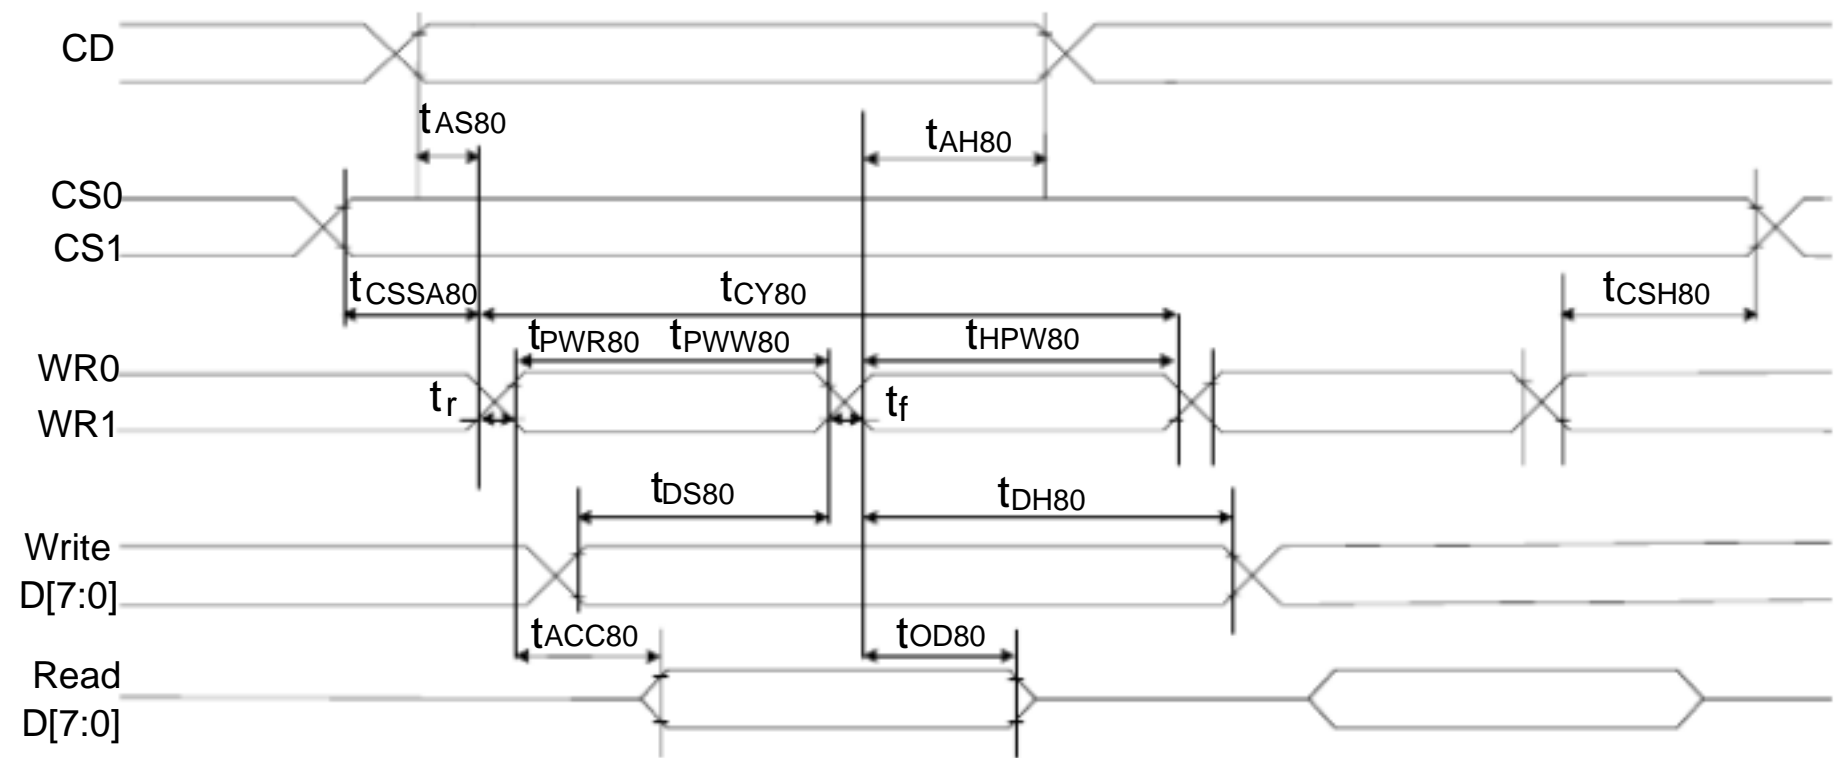 CD
tAS80
tAH80
CS0
CS1
tCSSA80 tCY80 tCSH80
tPWR80 tPWW80 tHPW80
WR0
tr tf
WR1
tDS80 tDH80
Write
D[7:0]
tACC80 tOD80
Read
D[7:0]